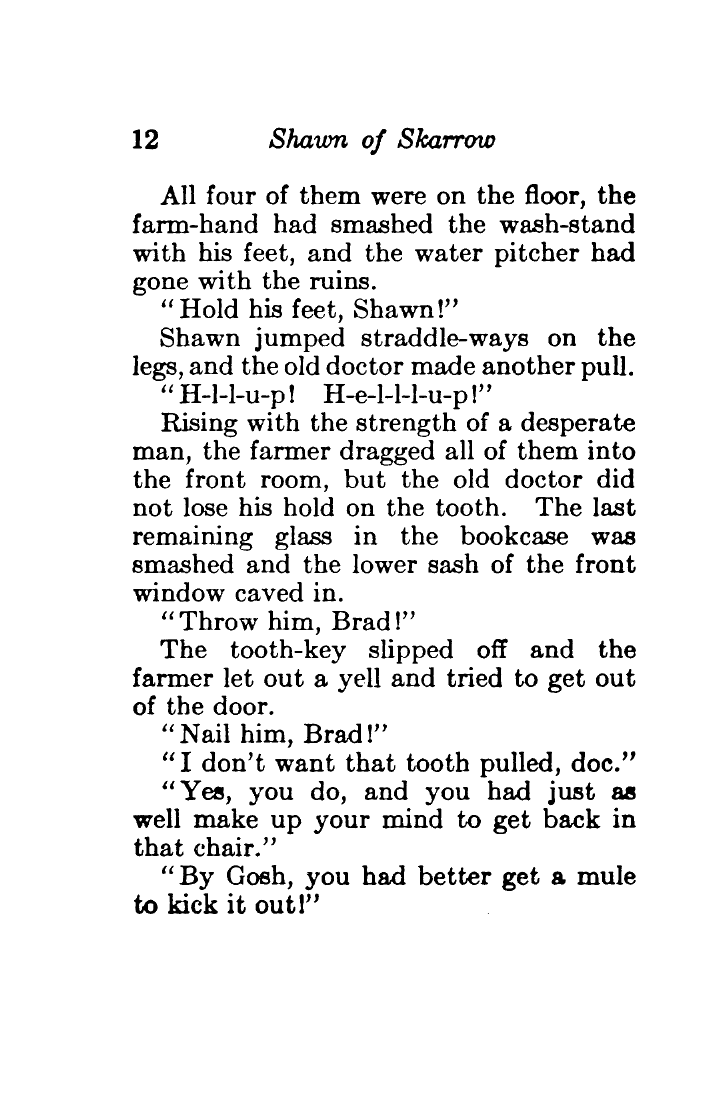 12 Shawn of Skarrow
All four of them were on the floor, the
farm-hand had smashed the wash-stand
with his feet, and the water pitcher had
gone with the ruins.
"Hold his feet, Shawn!"
Shawn jumped straddle-ways on the
legs, and the old doctor made another pull.
"H-l-l-u-p! H-e-l-l-l-u-p!"
Rising with the strength of a desperate
man, the farmer dragged all of them into
the front room, but the old doctor did
not lose his hold on the tooth. The last
remaining glass in the bookcase was
smashed and the lower sash of the front
window caved in.
"Throw him, Brad!"
The tooth-key slipped off and the
farmer let out a yell and tried to get out
of the door.
"Nail him, Brad!"
"I don't want that tooth pulled, doc."
"Yes, you do, and you had just as
well make up your mind to get back in
that chair."
"By Gosh, you had better get a mule
to kick it out!"